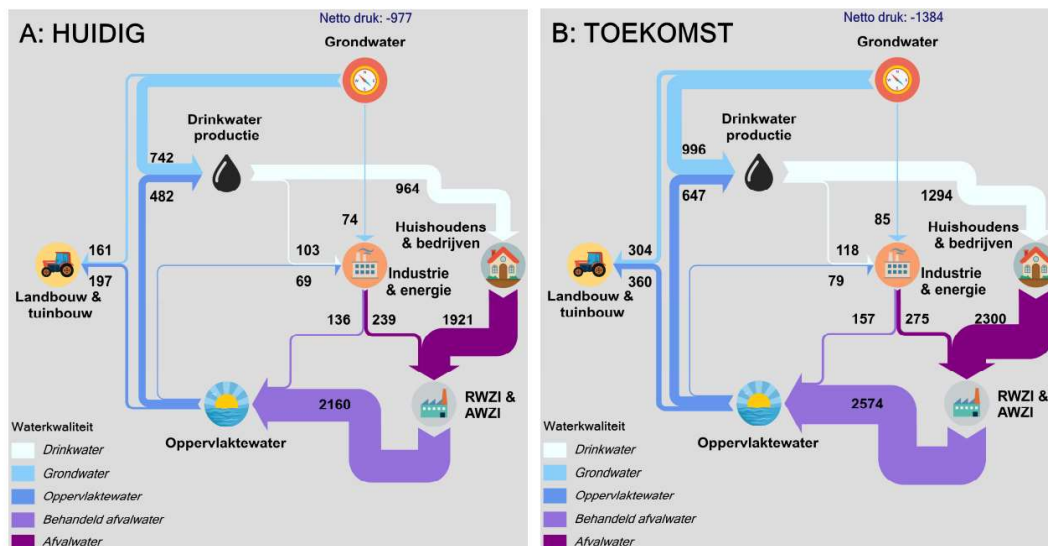 A: HUIDIG
Netto druk: -977
Grondwater
Drinkwater
productie
742
482
964
74
Huishoudens
& bedrijven
161
197
103
69
Industrie
& energie
Landbouw &
tuinbouw
136
239
1921
2160
RWZI &
AWZI
Oppervlaktewater
Waterkwaliteit
Drinkwater
Grondwater
Oppervlaktewater
Behandeld afvalwater
Afvalwater
B: TOEKOMST
Netto druk: -1384
Grondwater
Drinkwater
productie
996
647
1294
85
Huishoudens
& bedrijven
304
360
118
79
Industrie
& energie
Landbouw &
tuinbouw
157
275
2300
2574
RWZI &
AWZI
Oppervlaktewater
Waterkwaliteit
Drinkwater
Grondwater
Oppervlaktewater
Behandeld afvalwater
Afvalwater